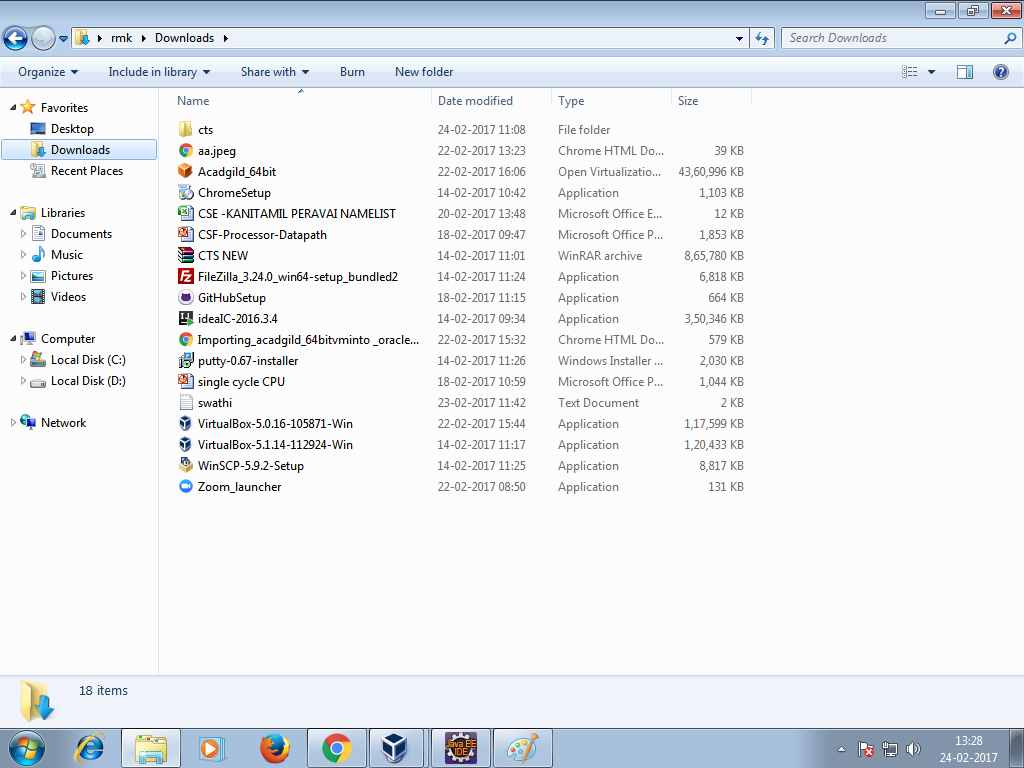 rmk Downloads Search Downloads
Organize Include in library Share with Burn New folder
Favorites
Desktop
Downloads
Recent Places
Libraries
Documents
Music
Pictures
Videos
Computer
Local Disk (C:)
Local Disk (D:)
Network
Name Date modified Type Size
cts 24-02-2017 11:08 File folder
aa.jpeg 22-02-2017 13:23 Chrome HTML Do... 39 KB
Acadgild_64bit 22-02-2017 16:06 Open Virtualizatio... 43,60,996 KB
ChromeSetup 14-02-2017 10:42 Application 1,103 KB
CSE -KANITAMIL PERAVAI NAMELIST 20-02-2017 13:48 Microsoft Office E... 12 KB
CSF-Processor-Datapath 18-02-2017 09:47 Microsoft Office P... 1,853 KB
CTS NEW 14-02-2017 11:01 WinRAR archive 8,65,780 KB
FileZilla_3.24.0_win64-setup_bundled2 14-02-2017 11:24 Application 6,818 KB
GitHubSetup 18-02-2017 11:15 Application 664 KB
ideaIC-2016.3.4 14-02-2017 09:34 Application 3,50,346 KB
Importing_acadgild_64bitvminto _oracle... 22-02-2017 15:32 Chrome HTML Do... 579 KB
putty-0.67-installer 14-02-2017 11:26 Windows Installer ... 2,030 KB
single cycle CPU 18-02-2017 10:59 Microsoft Office P... 1,044 KB
swathi 23-02-2017 11:42 Text Document 2 KB
VirtualBox-5.0.16-105871-Win 22-02-2017 15:44 Application 1,17,599 KB
VirtualBox-5.1.14-112924-Win 14-02-2017 11:17 Application 1,20,433 KB
WinSCP-5.9.2-Setup 14-02-2017 11:25 Application 8,817 KB
Zoom_launcher 22-02-2017 08:50 Application 131 KB
18 items
Java EE
IDE
13:28
24-02-2017